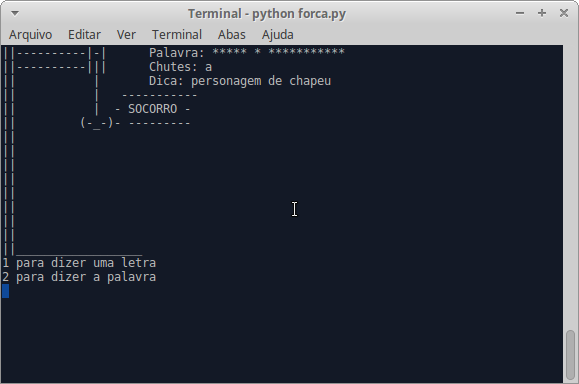 Terminal - python forca.py
Arquivo Editar Ver Terminal Abas Ajuda
||----------|-| Palavra: ***** * ***********
||----------||| Chutes: a
|| | Dica: personagem de chapeu
|| | -----------
|| | - SOCORRO -
|| (-_-)- ---------
||
||
||
||
||
||
||
||
||__________________
1 para dizer uma letra
2 para dizer a palavra